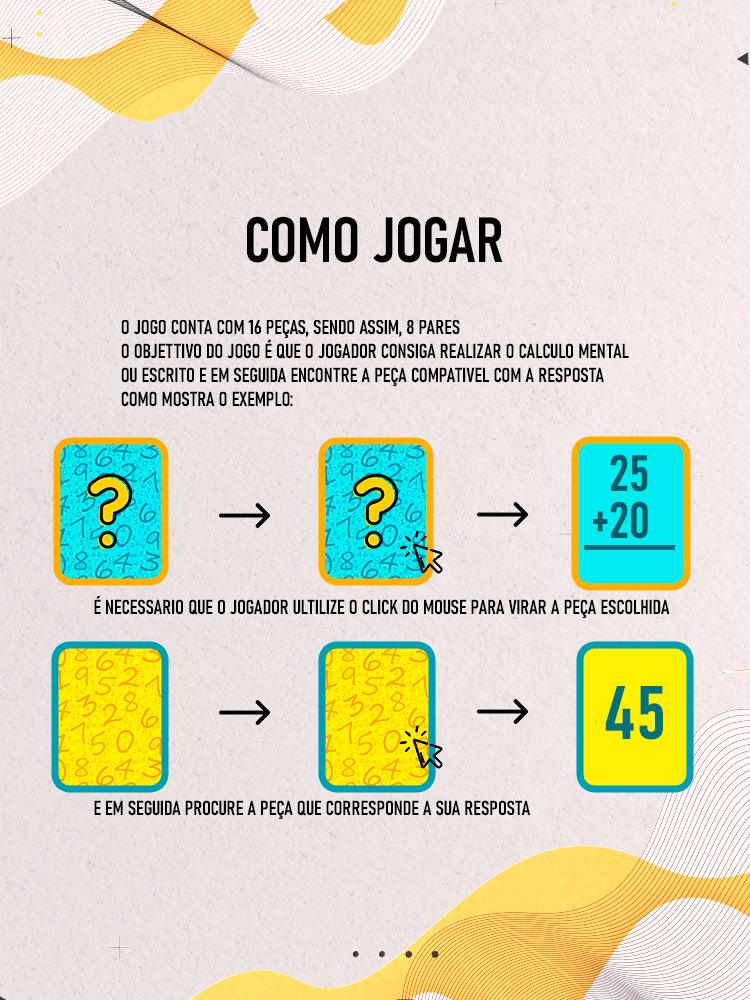 COMO JOGAR
O JOGO CONTA COM 16 PEÇAS, SENDO ASSIM, 8 PARES
O OBJETTIVO DO JOGO É QUE O JOGADOR CONSIGA REALIZAR O CALCULO MENTAL
OU ESCRITO E EM SEGUIDA ENCONTRE A PEÇA COMPATIVEL COM A RESPOSTA
COMO MOSTRA O EXEMPLO:
?
?
25
+20
É NECESSARIO QUE O JOGADOR ULTILIZE O CLICK DO MOUSE PARA VIRAR A PEÇA ESCOLHIDA
45
E EM SEGUIDA PROCURE A PEÇA QUE CORRESPONDE A SUA RESPOSTA